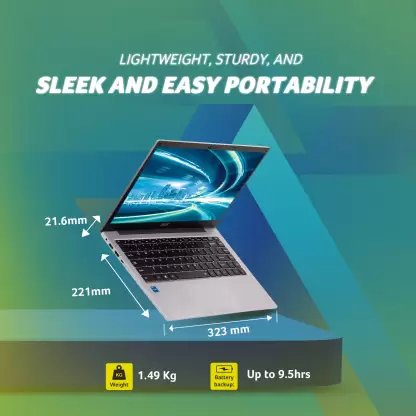 LIGHTWEIGHT, STURDY, AND
SLEEK AND EASY PORTABILITY
21.6mm
221mm
323 mm
KG
Weight
1.49 Kg
Battery
backup:
Up to 9.5hrs